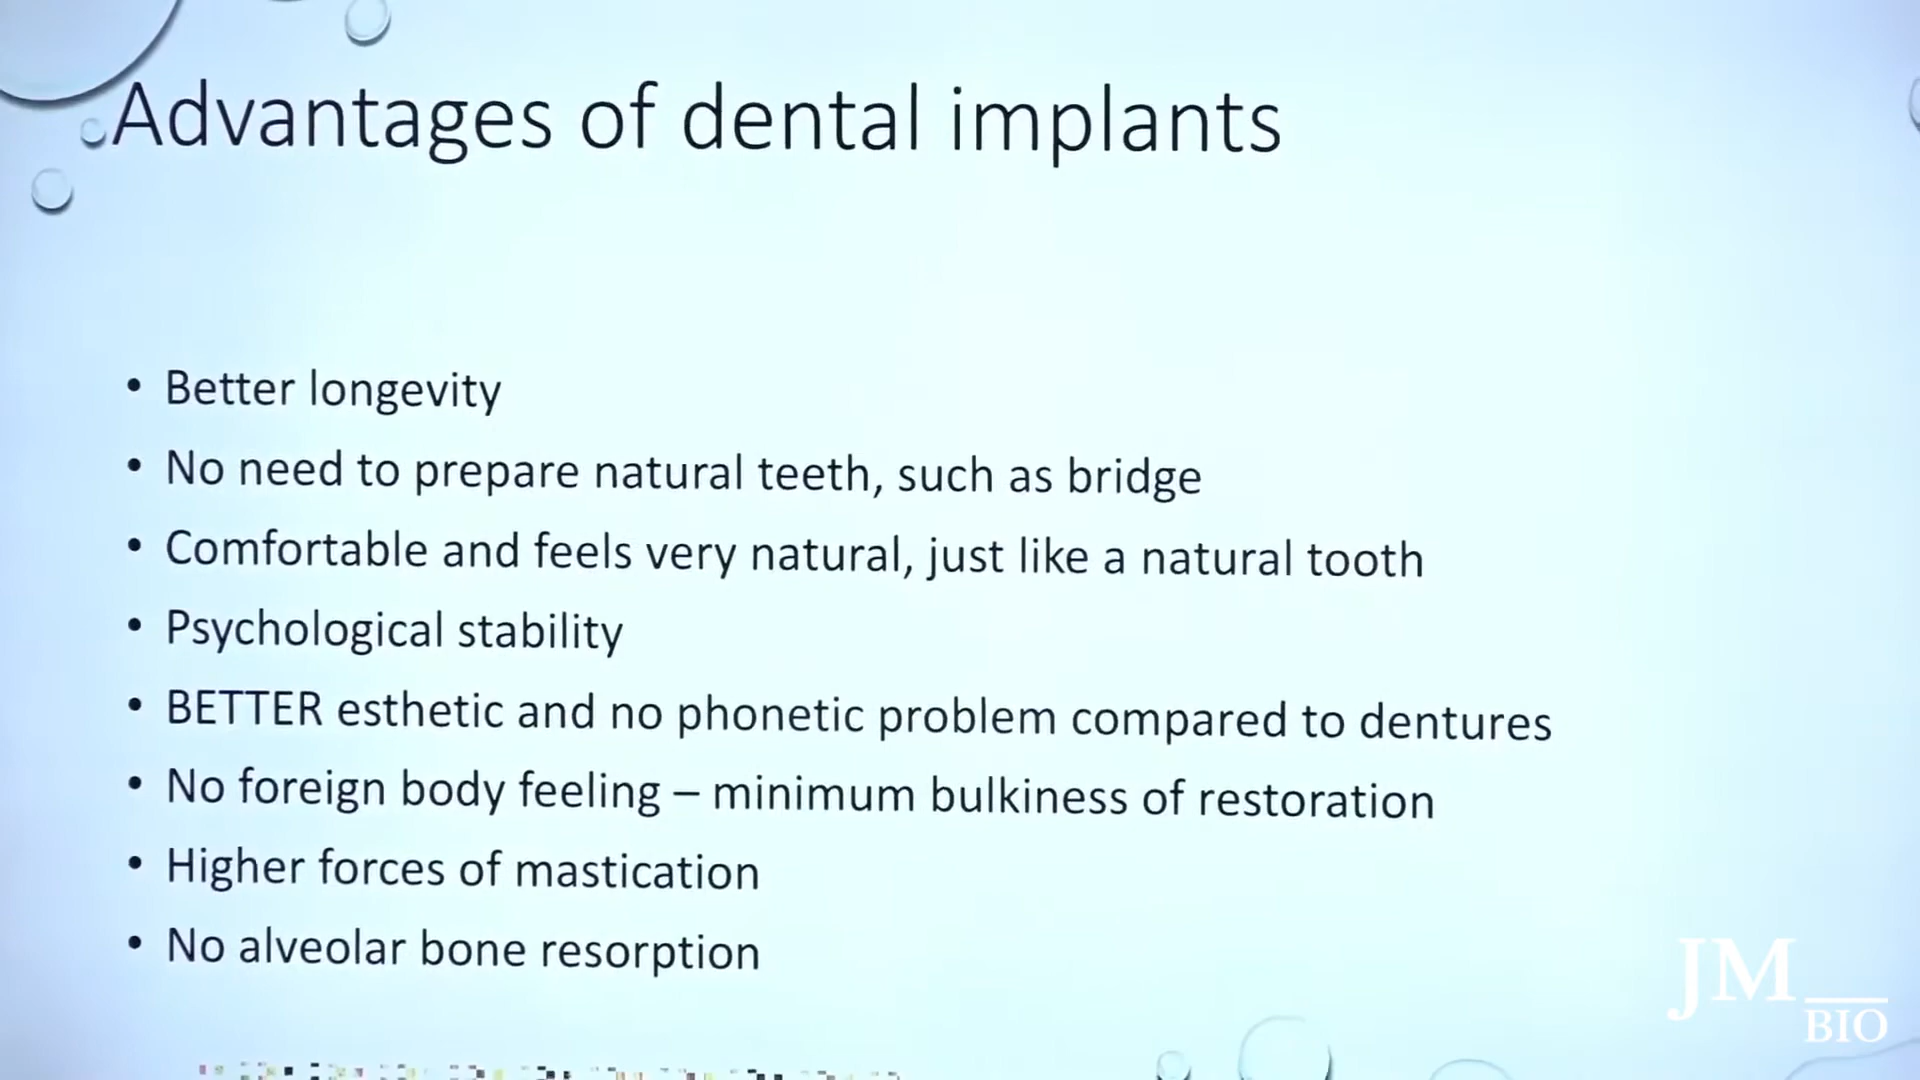 Advantages of dental implants
• Better longevity
• No need to prepare natural teeth, such as bridge
• Comfortable and feels very natural, just like a natural tooth
• Psychological stability
• BETTER esthetic and no phonetic problem compared to dentures
• No foreign body feeling – minimum bulkiness of restoration
• Higher forces of mastication
• No alveolar bone resorption
JM
BIO